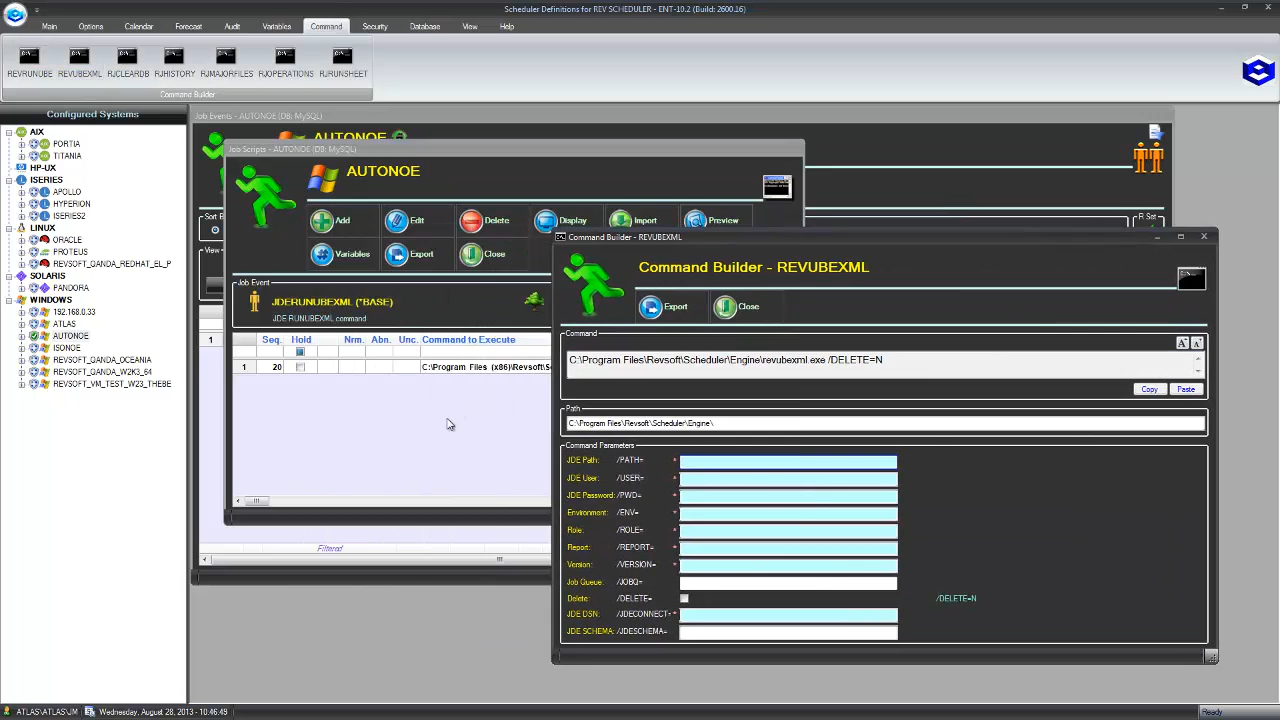 Scheduler Definitions for REV SCHEDULER - ENT-10.2 (Build: 2600.16)
Main Options Calendar Forecast Audit Variables Command Security Database View Help
REVRUNUBE REVUBEXML RJCLEARDB RJHISTORY RJMAJORFILES RJOPERATIONS RJRUNSHEET
Command Builder
Configured Systems
AIX
PORTIA
TITANIA
HP-UX
ISERIES
APOLLO
HYPERION
ISERIES2
LINUX
ORACLE
PROTEUS
REVSOFT_QANDA_REDHAT_EL_P
SOLARIS
PANDORA
WINDOWS
192.168.0.33
ATLAS
AUTONOE
ISONOE
REVSOFT_QANDA_OCEANIA
REVSOFT_QANDA_W2K3_64
REVSOFT_VM_TEST_W23_THEBE
Job Events - AUTONOE (DB: MySQL)
AUTONOE
Sort B
View
R Set
1
Filtered
Job Scripts - AUTONOE (DB: MySQL)
AUTONOE
Add Edit Delete Display Import Preview
Variables Export Close
Job Event
JDERUNUBEXML (*BASE)
JDE RUNUBEXML command
Seq. Hold Nrm. Abn. Unc. Command to Execute
1 20 C:\Program Files (x86)\Revsoft\S
Command Builder - REVUBEXML
Command Builder - REVUBEXML
Export Close
Command
C:\Program Files\Revsoft\Scheduler\Engine\revubexml.exe /DELETE=N
Copy Paste
Path
C:\Program Files\Revsoft\Scheduler\Engine\
Command Parameters
JDE Path: /PATH= *
JDE User: /USER= *
JDE Password: /PWD= *
Environment: /ENV= *
Role: /ROLE= *
Report: /REPORT= *
Version: /VERSION= *
Job Queue: /JOBQ=
Delete: /DELETE= /DELETE=N
JDE DSN: /JDECONNECT= *
JDE SCHEMA: /JDESCHEMA=
ATLAS\ATLAS\JM Wednesday, August 28, 2013 - 10:46:49 Ready